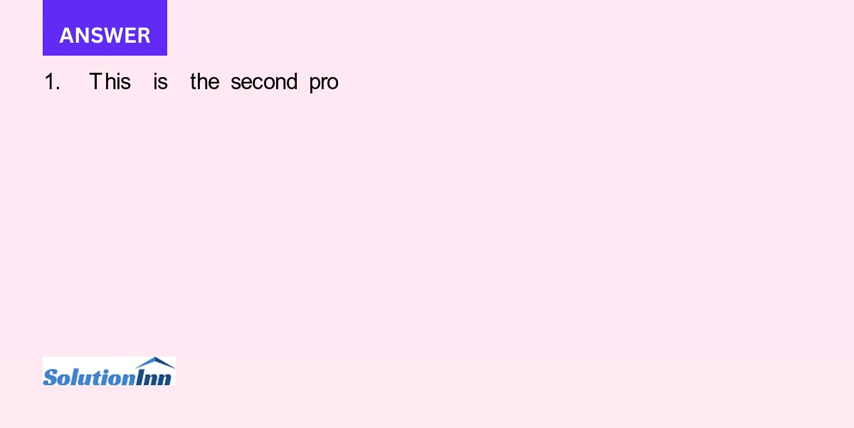 ANSWER
1. This is the second pro
SolutionInn